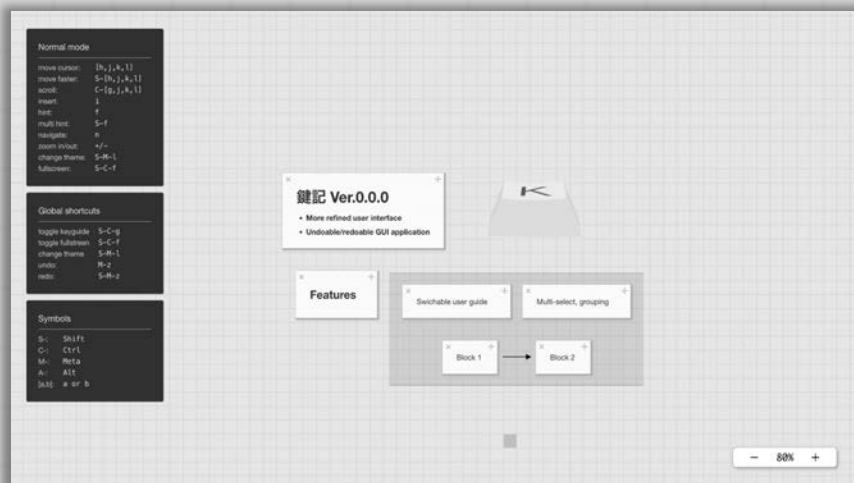 Normal mode
move cursor: [h,j,k,l]
move faster: S-[h,j,k,l]
scroll: C-[g,j,k,l]
insert: i
hint: f
multi hint: S-f
navigate: n
zoom in/out: +/-
change theme: S-M-l
fullscreen: S-C-f
Global shortcuts
toggle keyguide S-C-g
toggle fullstreen S-C-f
change theme S-M-l
undo: M-z
redo: S-M-z
Symbols
S-: Shift
C-: Ctrl
M-: Meta
A-: Alt
[a,b]: a or b
鍵記 Ver.0.0.0
• More refined user interface
• Undoable/redoable GUI application
K
Features
Swichable user guide
Multi-select, grouping
Block 1
Block 2
− 80% +